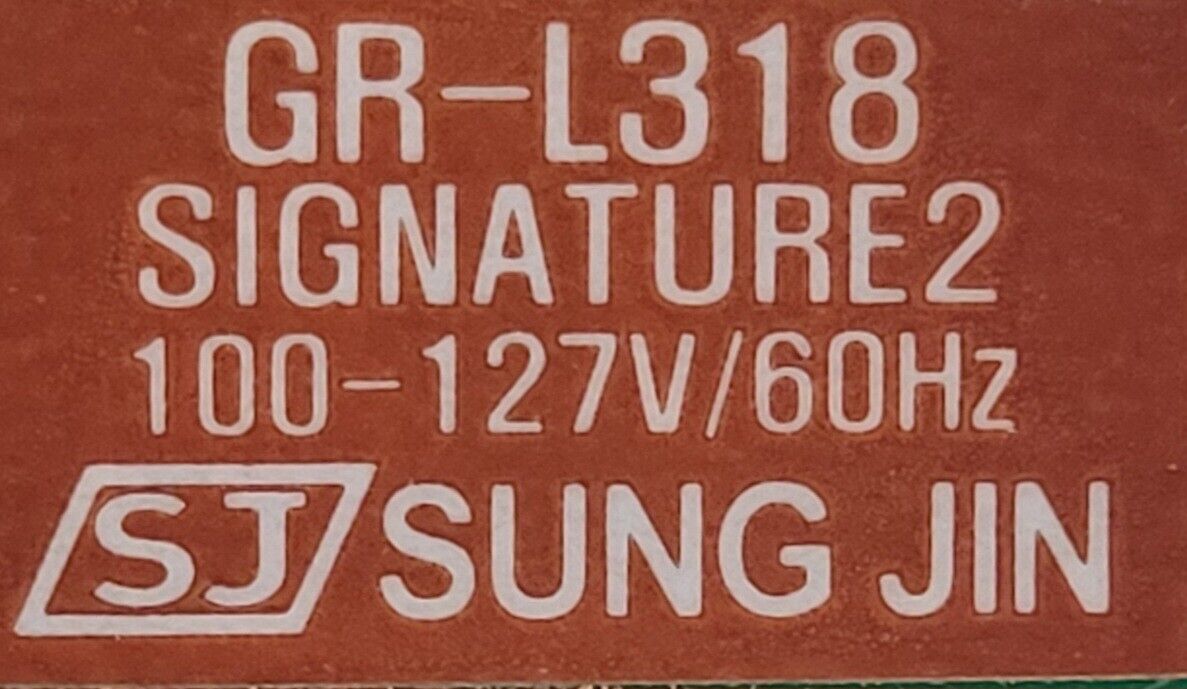 GR-L318
SIGNATURE2
100-127V/60Hz
SJ SUNG JIN